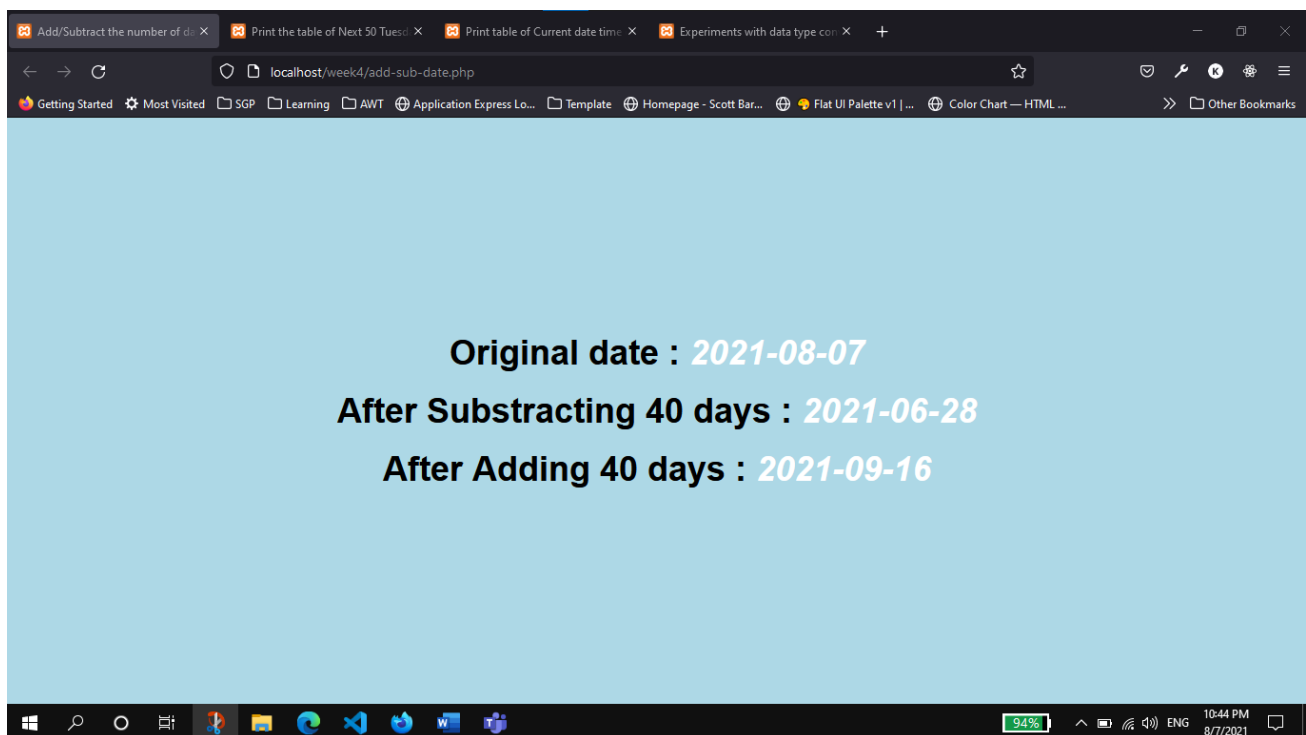 Add/Subtract the number of da
Print the table of Next 50 Tuesd
Print table of Current date time
Experiments with data type con
localhost/week4/add-sub-date.php
K
Getting Started
Most Visited
SGP
Learning
AWT
Application Express Lo...
Template
Homepage - Scott Bar...
Flat UI Palette v1 | ...
Color Chart — HTML ...
Other Bookmarks
Original date : 2021-08-07
After Substracting 40 days : 2021-06-28
After Adding 40 days : 2021-09-16
94%
ENG
10:44 PM
8/7/2021